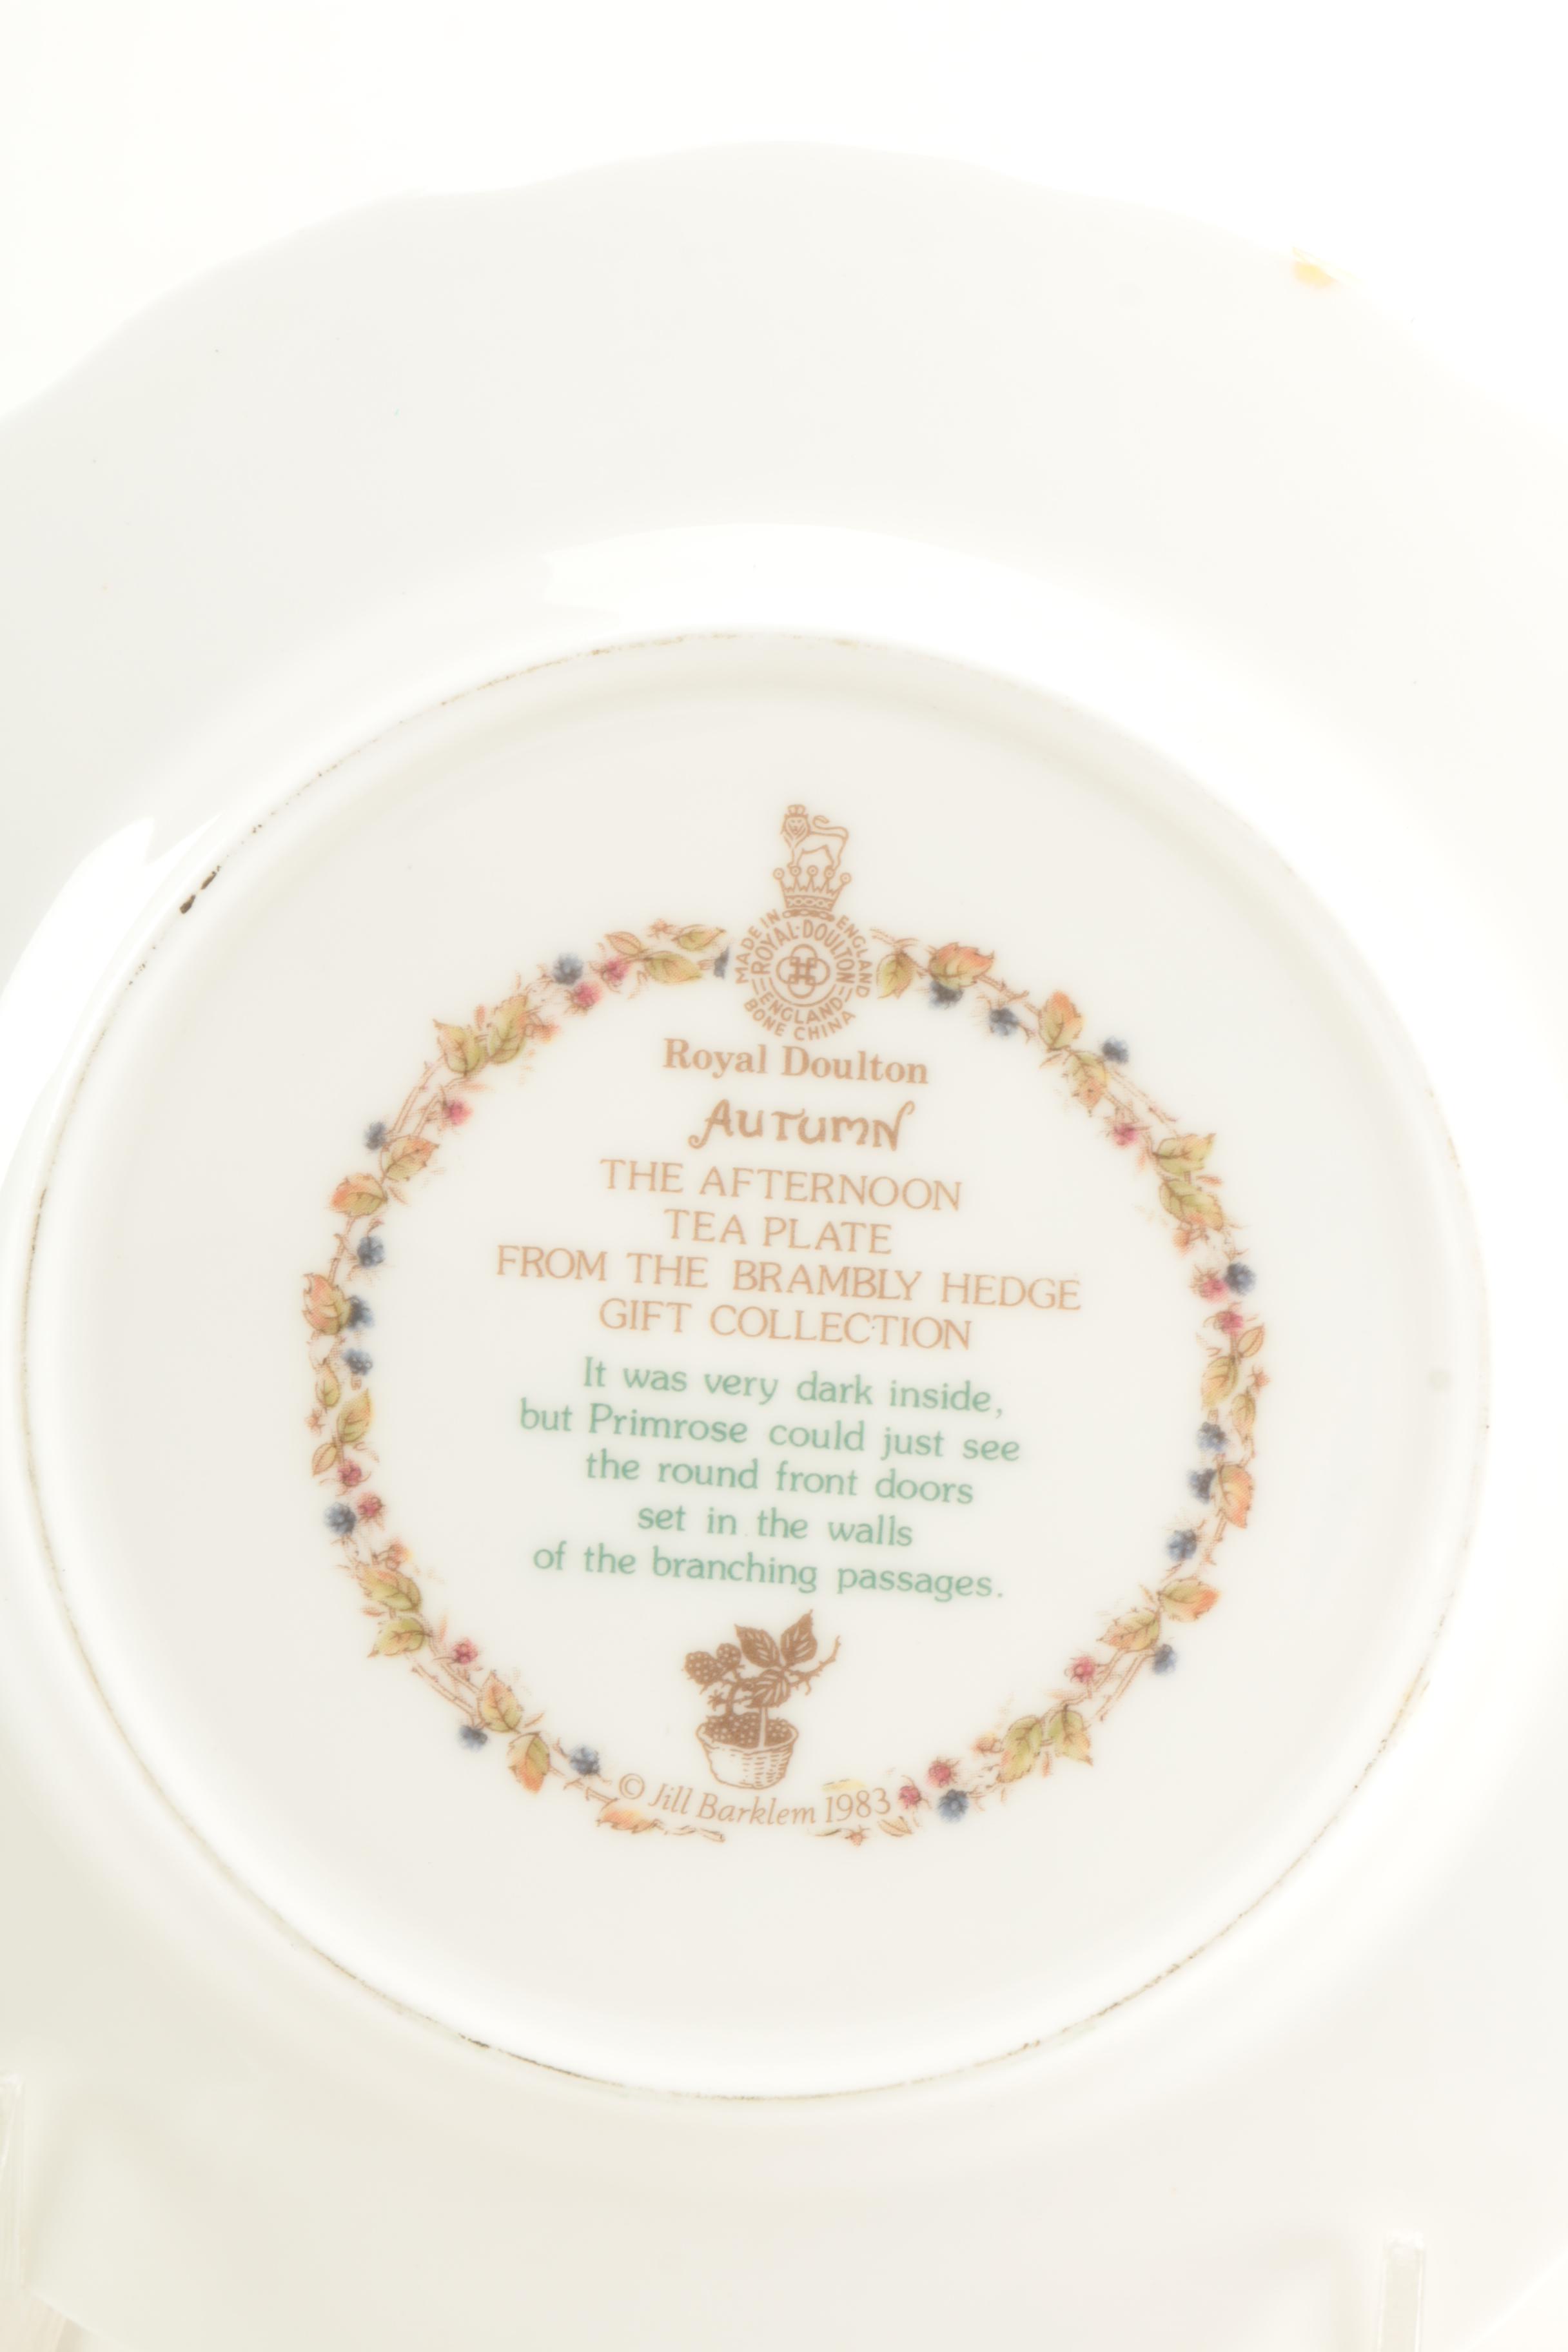 MADE IN ENGLAND
ROYAL·DOULTON
ENGLAND
BONE CHINA
Royal Doulton
AUTUMN
THE AFTERNOON
TEA PLATE
FROM THE BRAMBLY HEDGE
GIFT COLLECTION
It was very dark inside,
but Primrose could just see
the round front doors
set in the walls
of the branching passages.
© Jill Barklem 1983